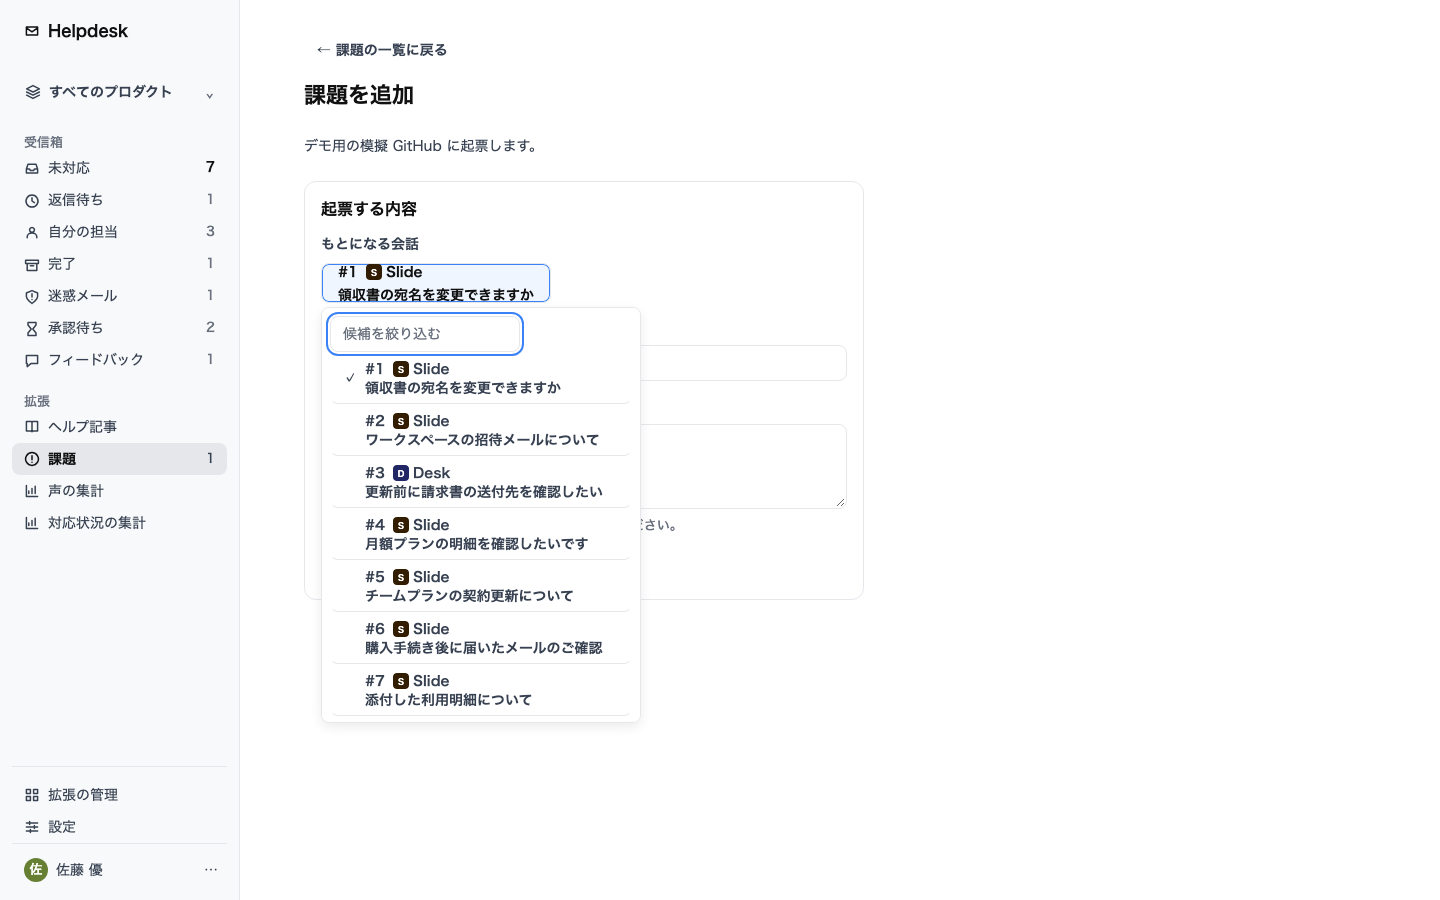 Helpdesk
すべてのプロダクト
受信箱
未対応 7
返信待ち 1
自分の担当 3
完了 1
迷惑メール 1
承認待ち 2
フィードバック 1
拡張
ヘルプ記事
課題 1
声の集計
対応状況の集計
拡張の管理
設定
佐 佐藤 優 …
← 課題の一覧に戻る
課題を追加
デモ用の模擬 GitHub に起票します。
起票する内容
もとになる会話
#1 S Slide
領収書の宛名を変更できますか
候補を絞り込む
✓ #1 S Slide
領収書の宛名を変更できますか
#2 S Slide
ワークスペースの招待メールについて
#3 D Desk
更新前に請求書の送付先を確認したい
#4 S Slide
月額プランの明細を確認したいです
#5 S Slide
チームプランの契約更新について
#6 S Slide
購入手続き後に届いたメールのご確認
#7 S Slide
添付した利用明細について
ださい。